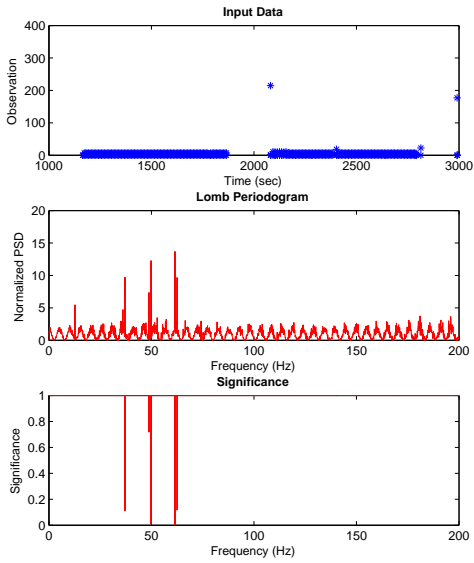 Input Data
400
300
200
100
0
Observation
1000 1500 2000 2500 3000
Time (sec)
Lomb Periodogram
20
15
10
5
0
Normalized PSD
0 50 100 150 200
Frequency (Hz)
Significance
1
0.8
0.6
0.4
0.2
0
Significance
0 50 100 150 200
Frequency (Hz)